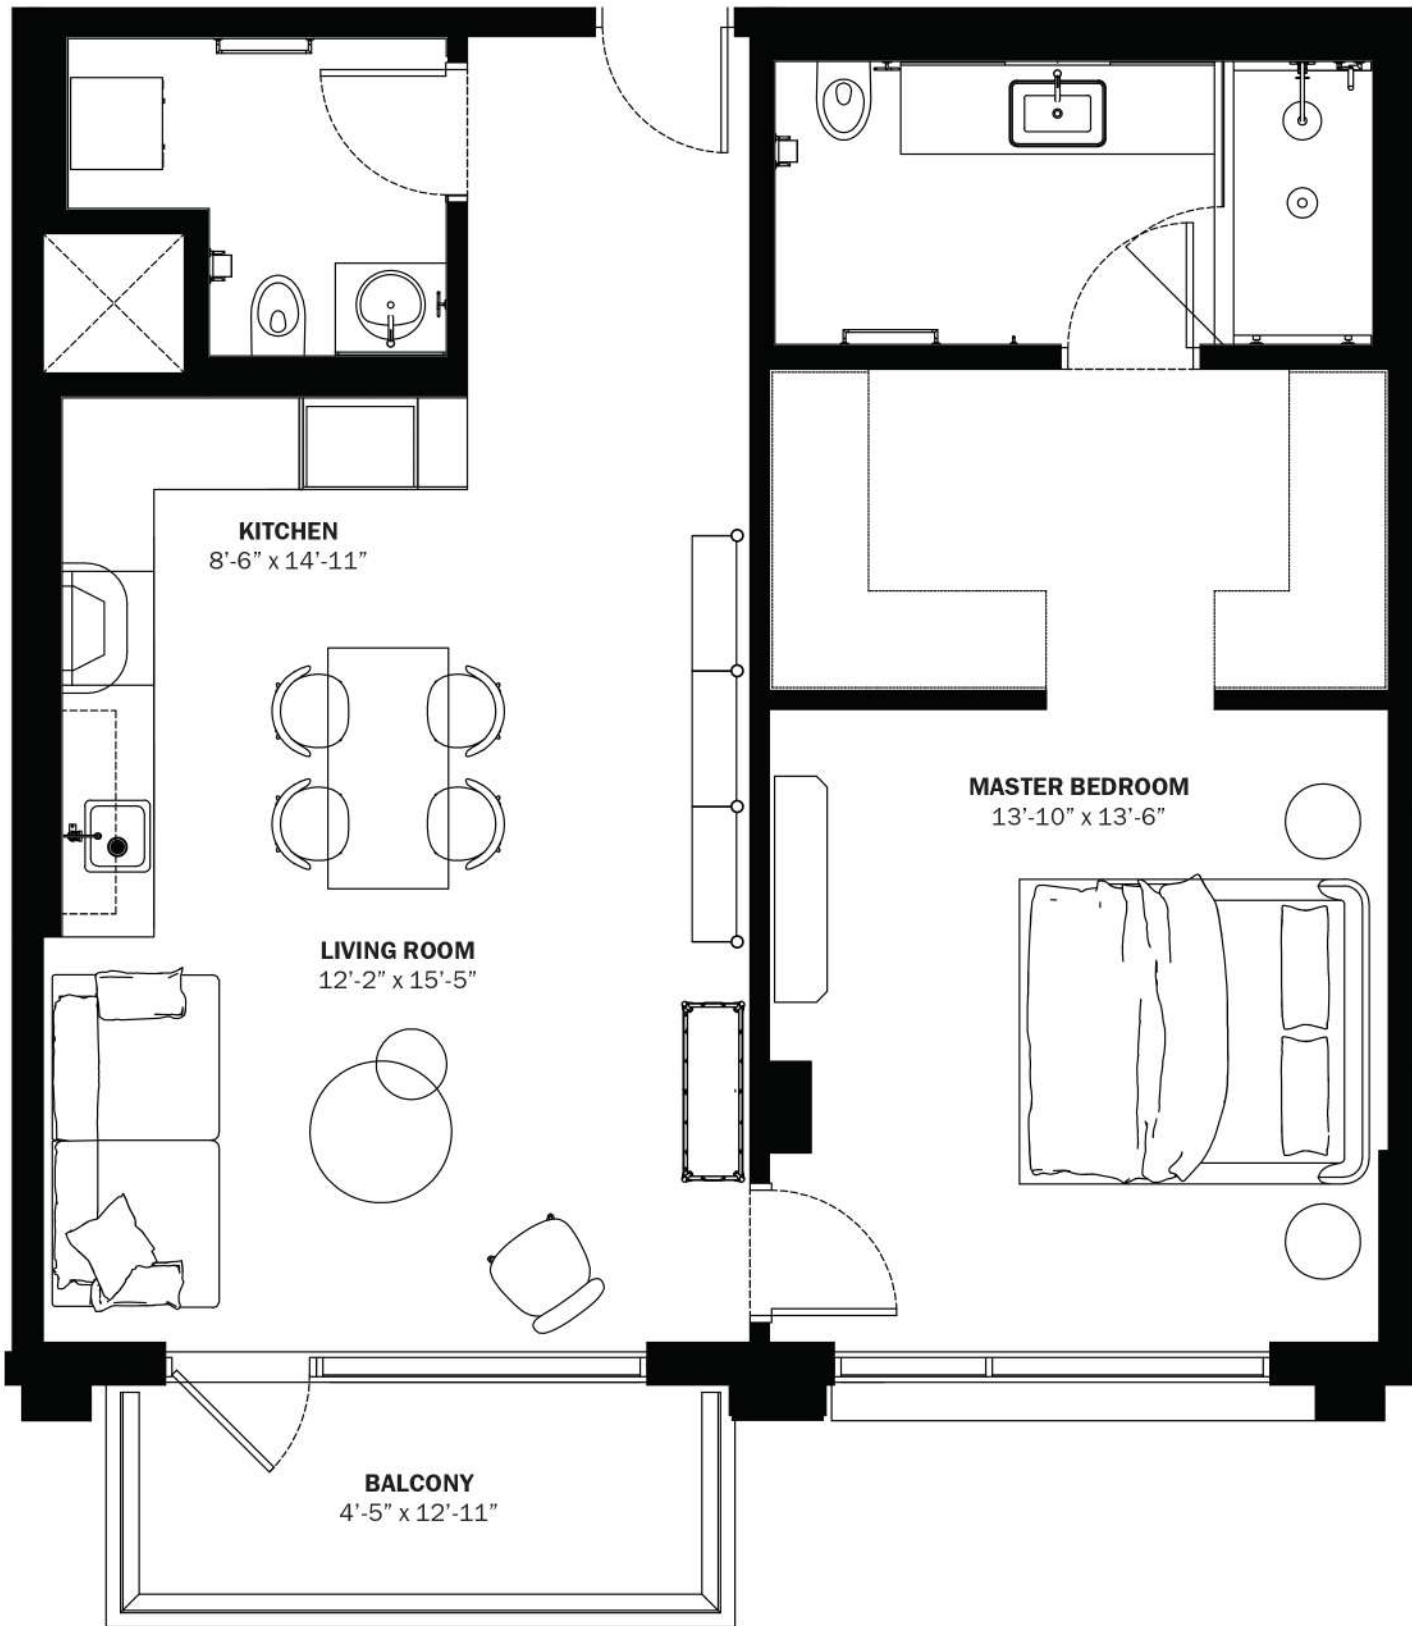 KITCHEN
8'-6” x 14'-11”
MASTER BEDROOM
13'-10” x 13'-6”
LIVING ROOM
12'-2” x 15'-5”
BALCONY
4'-5” x 12'-11”